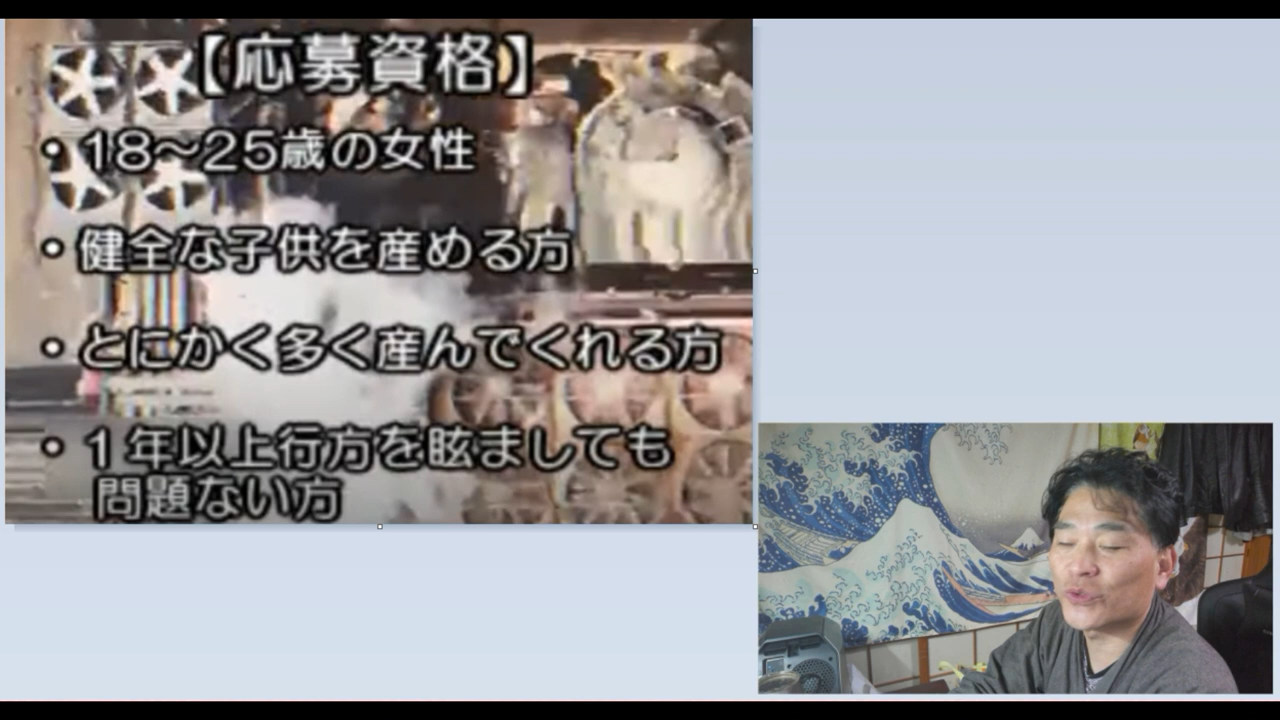 【応募資格】
・18〜25歳の女性
・健全な子供を産める方
・とにかく多く産んでくれる方
・1年以上行方を眩ましても
問題ない方